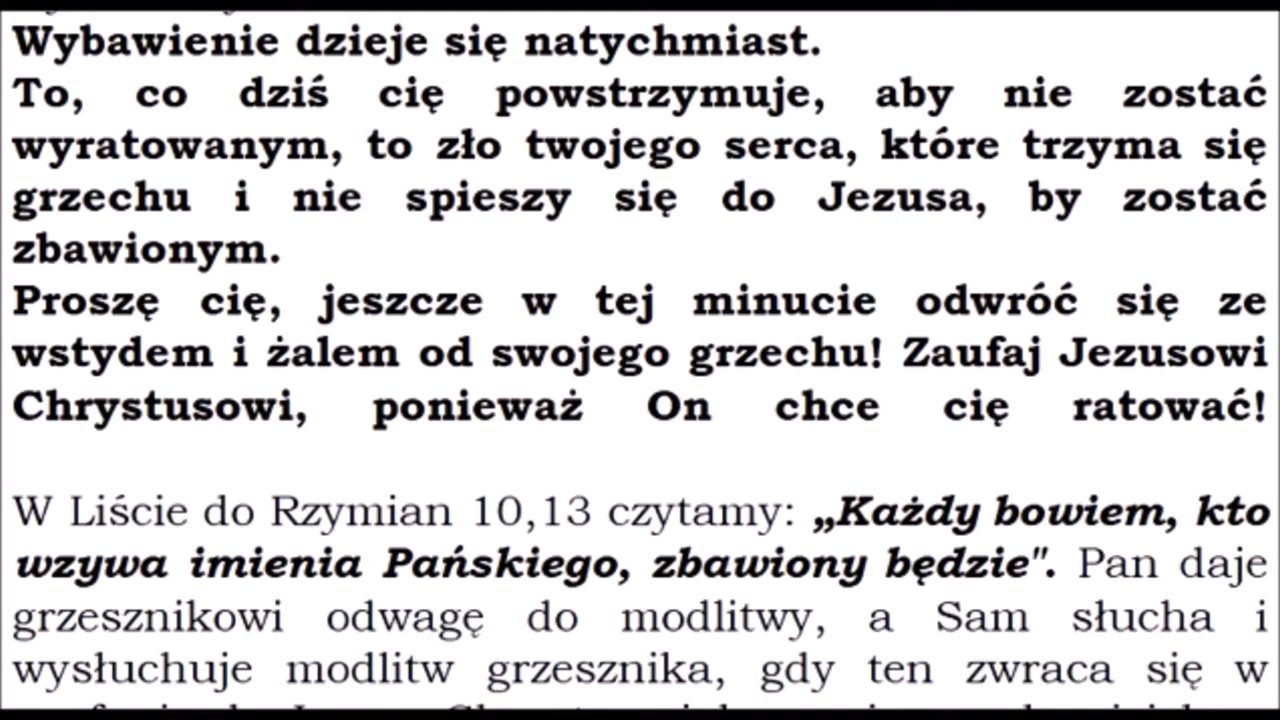 Wybawienie dzieje się natychmiast.
To, co dziś cię powstrzymuje, aby nie zostać
wyratowanym, to zło twojego serca, które trzyma się
grzechu i nie spieszy się do Jezusa, by zostać
zbawionym.
Proszę cię, jeszcze w tej minucie odwróć się ze
wstydem i żalem od swojego grzechu! Zaufaj Jezusowi
Chrystusowi, ponieważ On chce cię ratować!
W Liście do Rzymian 10,13 czytamy: „Każdy bowiem, kto
wzywa imienia Pańskiego, zbawiony będzie". Pan daje
grzesznikowi odwagę do modlitwy, a Sam słucha i
wysłuchuje modlitw grzesznika, gdy ten zwraca się w